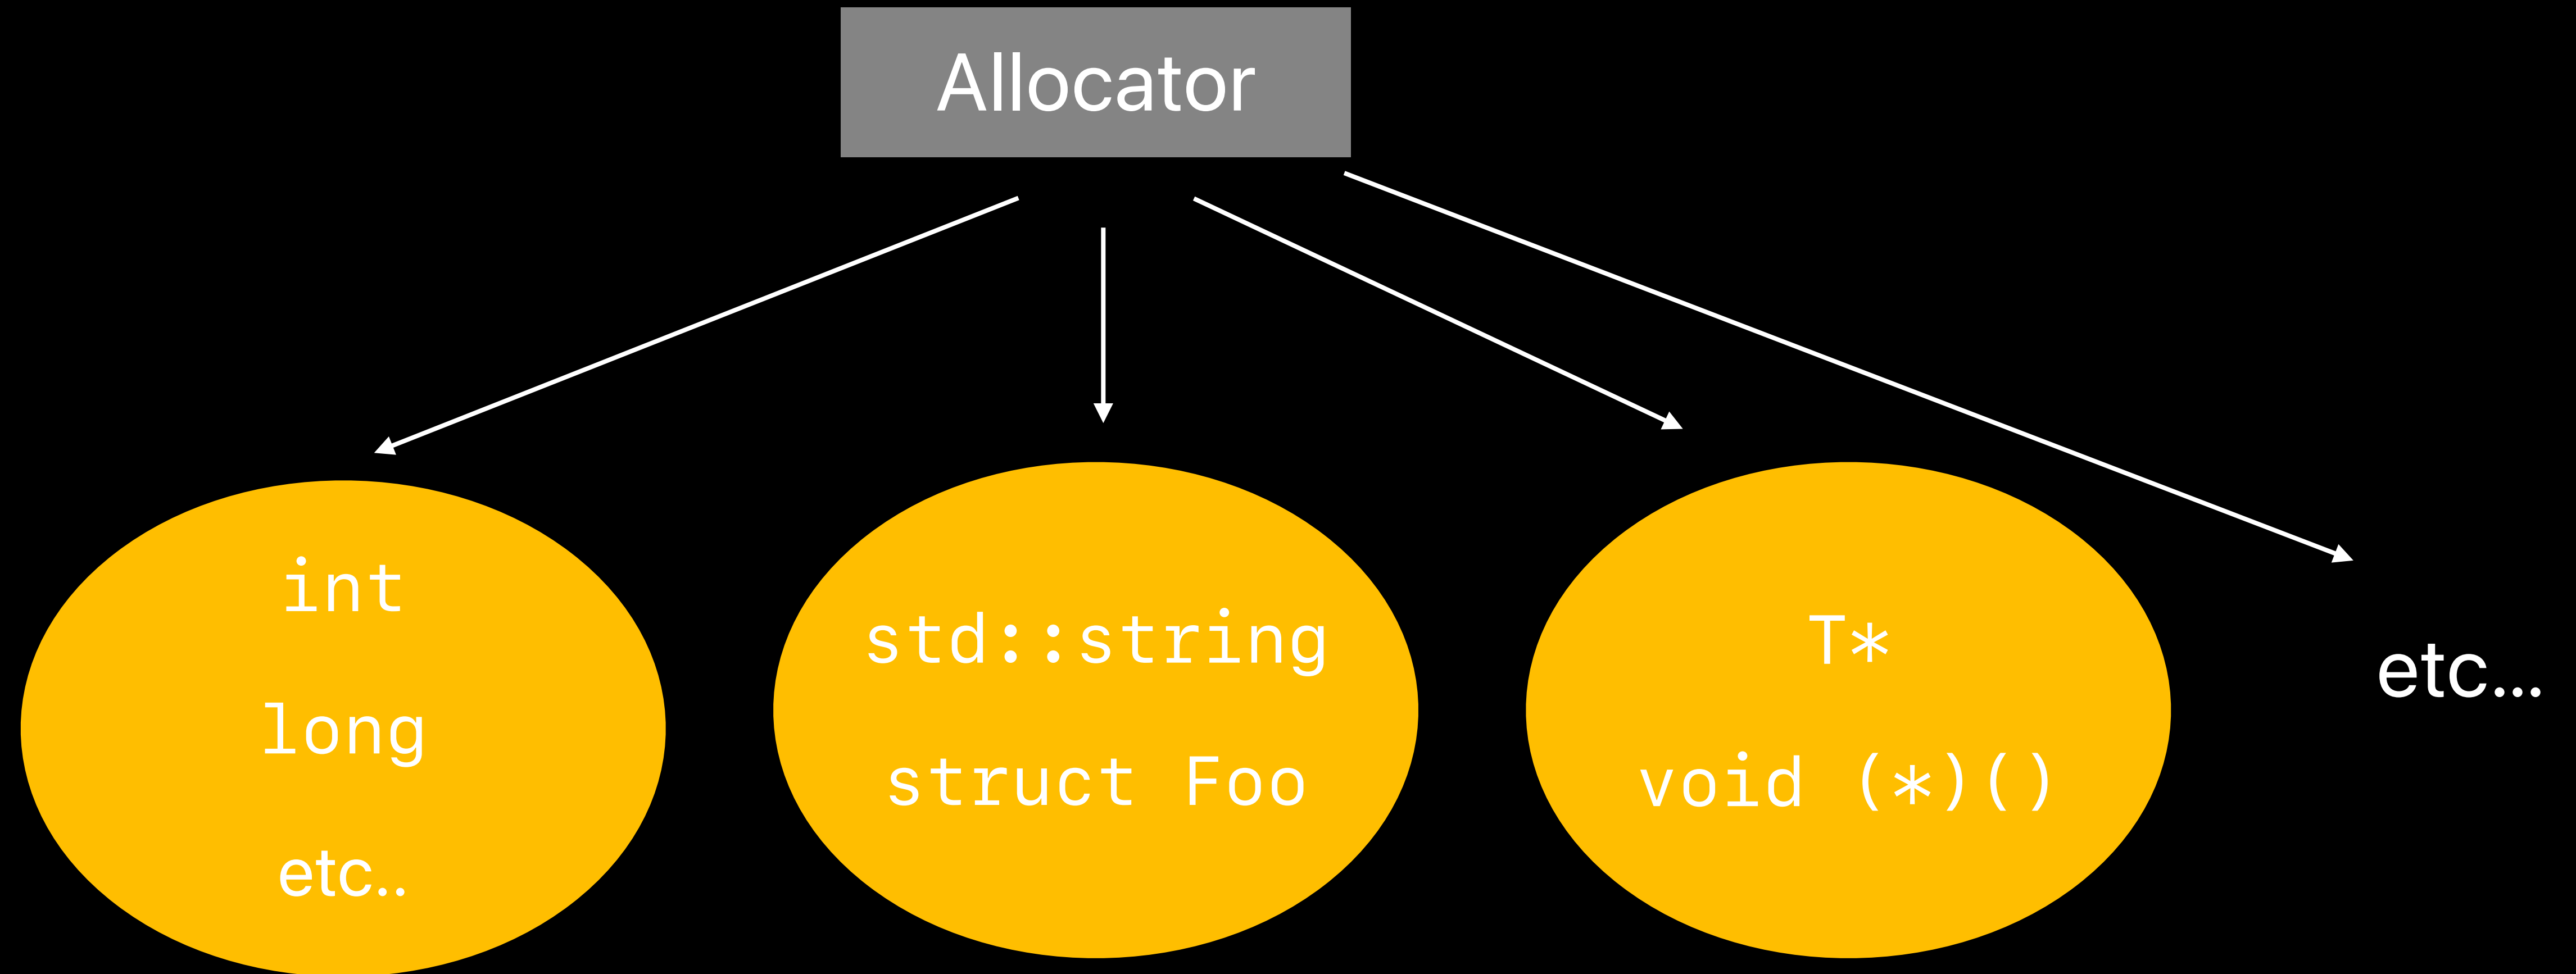 Allocator
int
long
etc..
std::string
struct Foo
T*
void (*)()
etc...